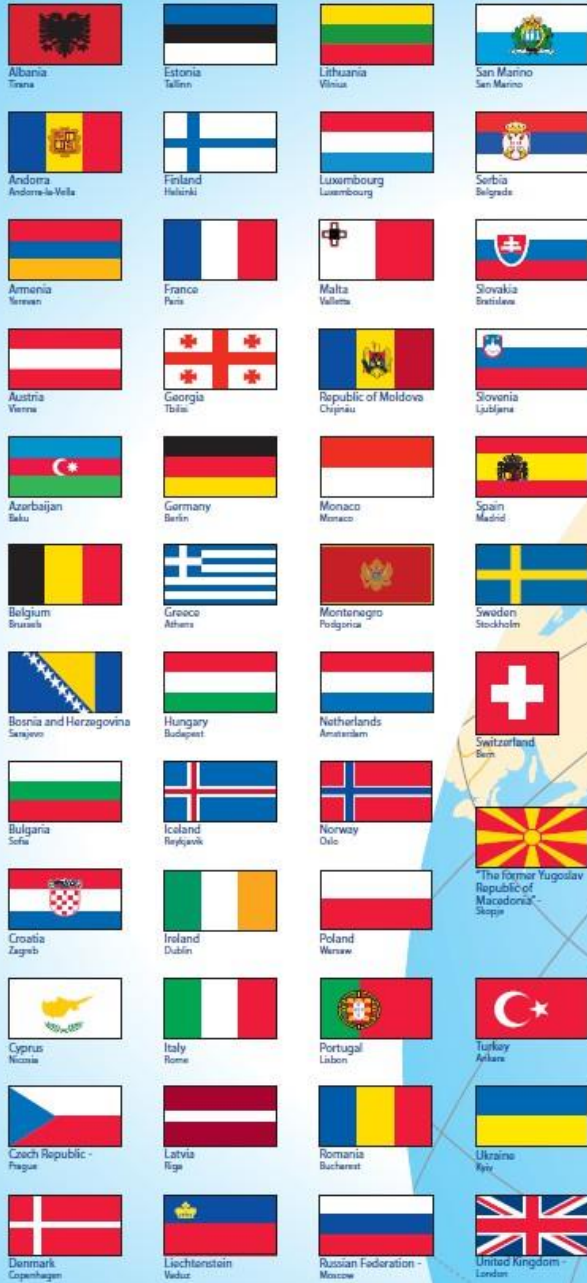 Albania
Tirana
Andorra
Andorra-la-Vella
Armenia
Yerevan
Austria
Vienna
Azerbaijan
Baku
Belgium
Brussels
Bosnia and Herzegovina
Sarajevo
Bulgaria
Sofia
Croatia
Zagreb
Cyprus
Nicosia
Czech Republic -
Prague
Denmark
Copenhagen
Estonia
Tallinn
Finland
Helsinki
France
Paris
Georgia
Tbilisi
Germany
Berlin
Greece
Athens
Hungary
Budapest
Iceland
Reykjavik
Ireland
Dublin
Italy
Rome
Latvia
Riga
Liechtenstein
Vaduz
Lithuania
Vilnius
Luxembourg
Luxembourg
Malta
Valletta
Republic of Moldova
Chişinău
Monaco
Monaco
Montenegro
Podgorica
Netherlands
Amsterdam
Norway
Oslo
Poland
Warsaw
Portugal
Lisbon
Romania
Bucharest
Russian Federation -
Moscow
San Marino
San Marino
Serbia
Belgrade
Slovakia
Bratislava
Slovenia
Ljubljana
Spain
Madrid
Sweden
Stockholm
Switzerland
Bern
"The former Yugoslav
Republic of
Macedonia" -
Skopje
Turkey
Ankara
Ukraine
Kyiv
United Kingdom -
London